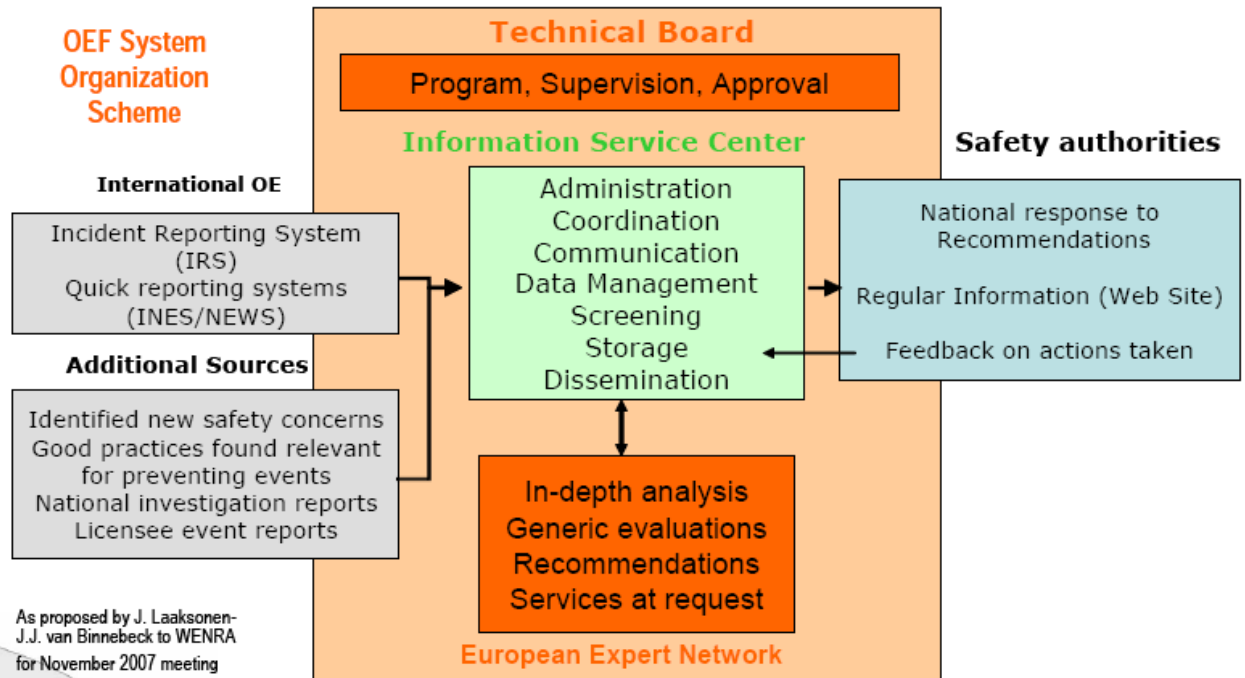 OEF System
Organization
Scheme
Technical Board
Program, Supervision, Approval
Information Service Center
Safety authorities
International OE
Incident Reporting System
(IRS)
Quick reporting systems
(INES/NEWS)
Additional Sources
Identified new safety concerns
Good practices found relevant
for preventing events
National investigation reports
Licensee event reports
Administration
Coordination
Communication
Data Management
Screening
Storage
Dissemination
National response to
Recommendations
Regular Information (Web Site)
Feedback on actions taken
In-depth analysis
Generic evaluations
Recommendations
Services at request
European Expert Network
As proposed by J. Laaksonen-
J.J. van Binnebeck to WENRA
for November 2007 meeting